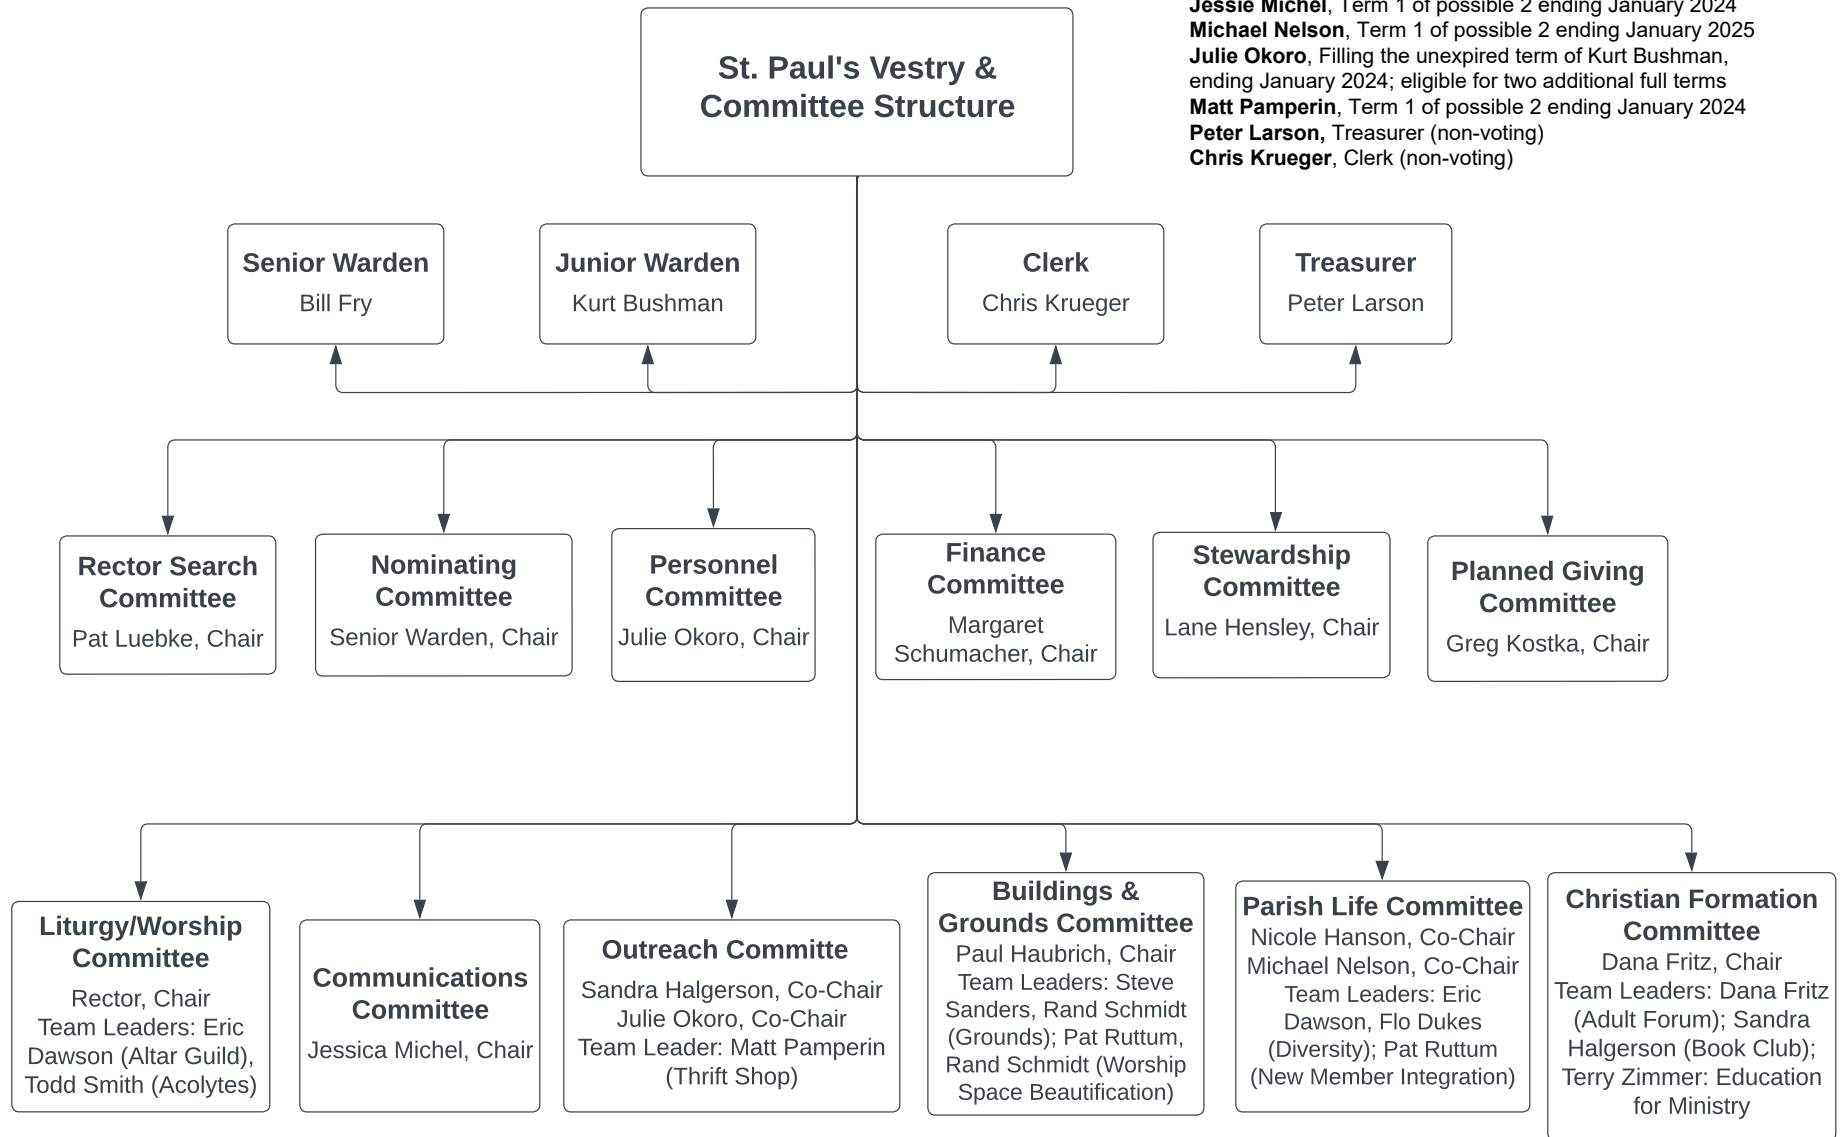 Jessie Michel, Term 1 of possible 2 ending January 2024
Michael Nelson, Term 1 of possible 2 ending January 2025
Julie Okoro, Filling the unexpired term of Kurt Bushman,
ending January 2024; eligible for two additional full terms
Matt Pamperin, Term 1 of possible 2 ending January 2024
Peter Larson, Treasurer (non-voting)
Chris Krueger, Clerk (non-voting)
St. Paul's Vestry &
Committee Structure
Senior Warden
Bill Fry
Junior Warden
Kurt Bushman
Clerk
Chris Krueger
Treasurer
Peter Larson
Rector Search
Committee
Pat Luebke, Chair
Nominating
Committee
Senior Warden, Chair
Personnel
Committee
Julie Okoro, Chair
Finance
Committee
Margaret
Schumacher, Chair
Stewardship
Committee
Lane Hensley, Chair
Planned Giving
Committee
Greg Kostka, Chair
Liturgy/Worship
Committee
Rector, Chair
Team Leaders: Eric
Dawson (Altar Guild),
Todd Smith (Acolytes)
Communications
Committee
Jessica Michel, Chair
Outreach Committe
Sandra Halgerson, Co-Chair
Julie Okoro, Co-Chair
Team Leader: Matt Pamperin
(Thrift Shop)
Buildings &
Grounds Committee
Paul Haubrich, Chair
Team Leaders: Steve
Sanders, Rand Schmidt
(Grounds); Pat Ruttum,
Rand Schmidt (Worship
Space Beautification)
Parish Life Committee
Nicole Hanson, Co-Chair
Michael Nelson, Co-Chair
Team Leaders: Eric
Dawson, Flo Dukes
(Diversity); Pat Ruttum
(New Member Integration)
Christian Formation
Committee
Dana Fritz, Chair
Team Leaders: Dana Fritz
(Adult Forum); Sandra
Halgerson (Book Club);
Terry Zimmer: Education
for Ministry